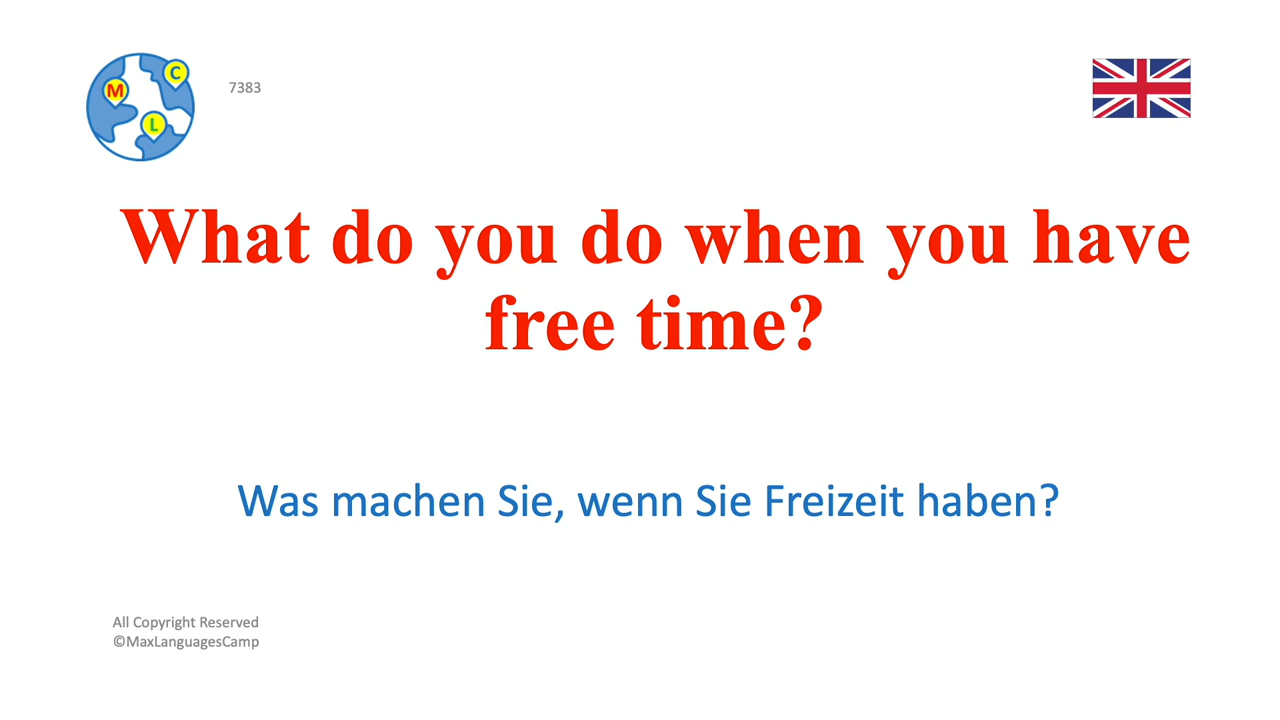 C
M
L
7383
What do you do when you have
free time?
Was machen Sie, wenn Sie Freizeit haben?
All Copyright Reserved
©MaxLanguagesCamp